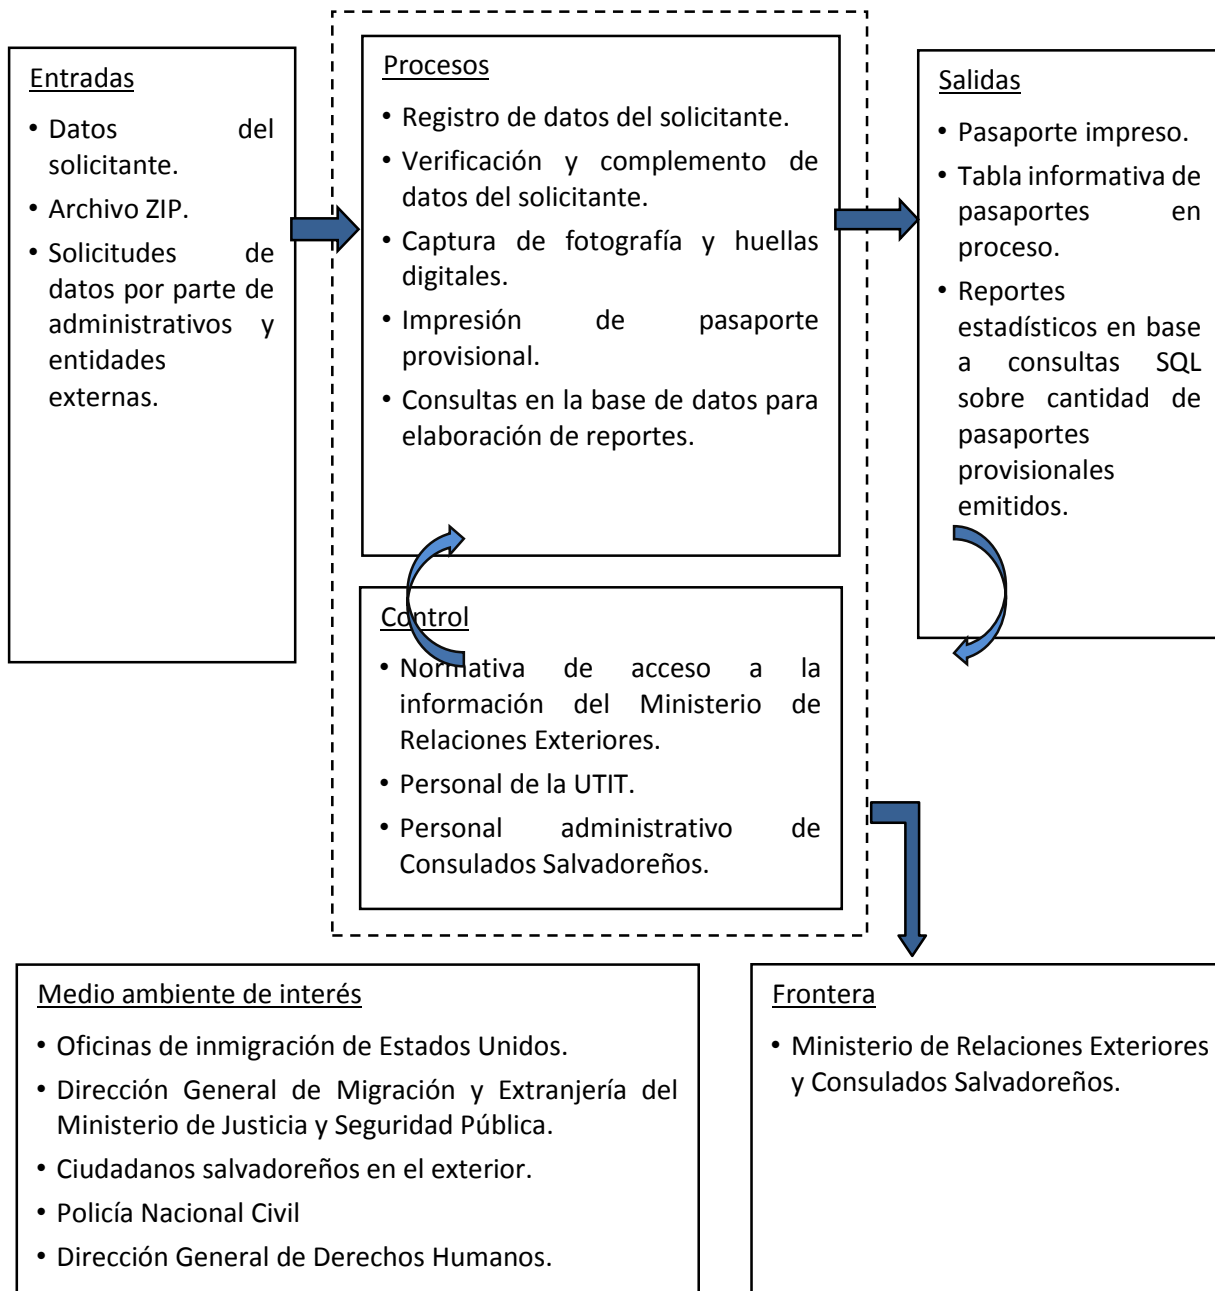 Entradas
• Datos del
solicitante.
• Archivo ZIP.
• Solicitudes de
datos por parte de
administrativos y
entidades
externas.
Procesos
• Registro de datos del solicitante.
• Verificación y complemento de
datos del solicitante.
• Captura de fotografía y huellas
digitales.
• Impresión de pasaporte
provisional.
• Consultas en la base de datos para
elaboración de reportes.
Salidas
• Pasaporte impreso.
• Tabla informativa de
pasaportes en
proceso.
• Reportes
estadísticos en base
a consultas SQL
sobre cantidad de
pasaportes
provisionales
emitidos.
Control
• Normativa de acceso a la
información del Ministerio de
Relaciones Exteriores.
• Personal de la UTIT.
• Personal administrativo de
Consulados Salvadoreños.
Medio ambiente de interés
• Oficinas de inmigración de Estados Unidos.
• Dirección General de Migración y Extranjería del
Ministerio de Justicia y Seguridad Pública.
• Ciudadanos salvadoreños en el exterior.
• Policía Nacional Civil
• Dirección General de Derechos Humanos.
Frontera
• Ministerio de Relaciones Exteriores
y Consulados Salvadoreños.